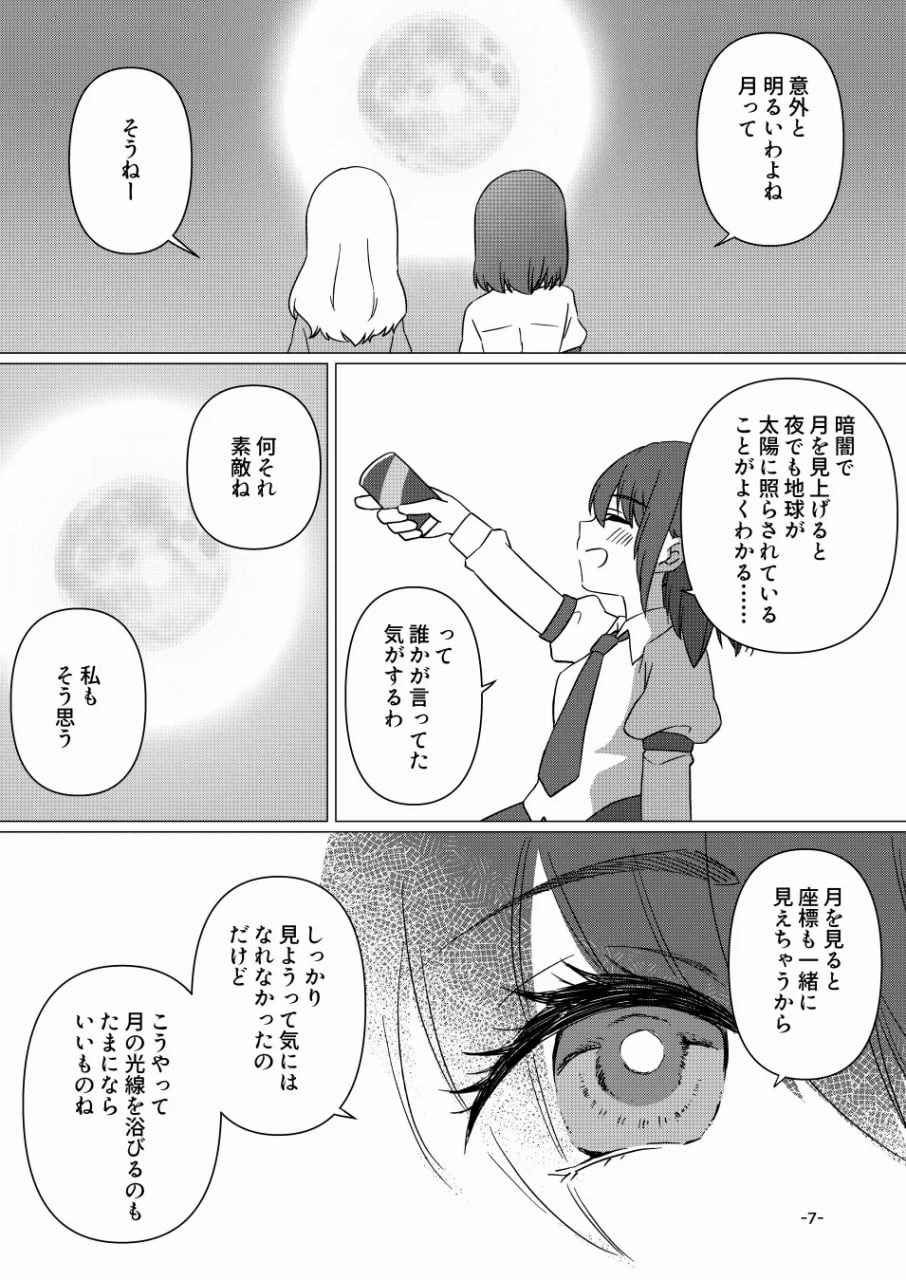 意外と
明るいわよね
月って
そうねー
暗闇で
月を見上げると
夜でも地球が
太陽に照らされている
ことがよくわかる……
って
誰かが言ってた
気がするわ
何それ
素敵ね
私も
そう思う
月を見ると
座標も一緒に
見えちゃうから
しっかり
見ようって気には
なれなかったの
だけど
こうやって
月の光線を浴びるのも
たまになら
いいものね
-7-